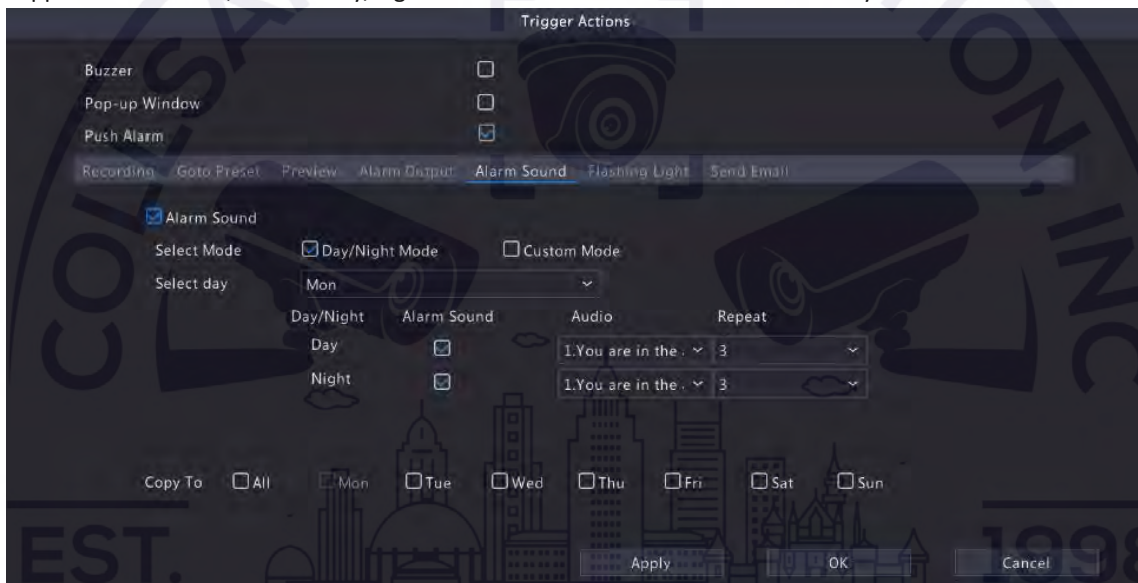 Trigger Actions
Buzzer
Pop-up Window
Push Alarm
Recording Goto Preset Preview Alarm Output Alarm Sound Flashing Light Send Email
Alarm Sound
Select Mode Day/Night Mode Custom Mode
Select day Mon
Day/Night Alarm Sound Audio Repeat
Day 1.You are in the . 3
Night 1.You are in the . 3
Copy To All Mon Tue Wed Thu Fri Sat Sun
Apply OK Cancel
EST. 1998